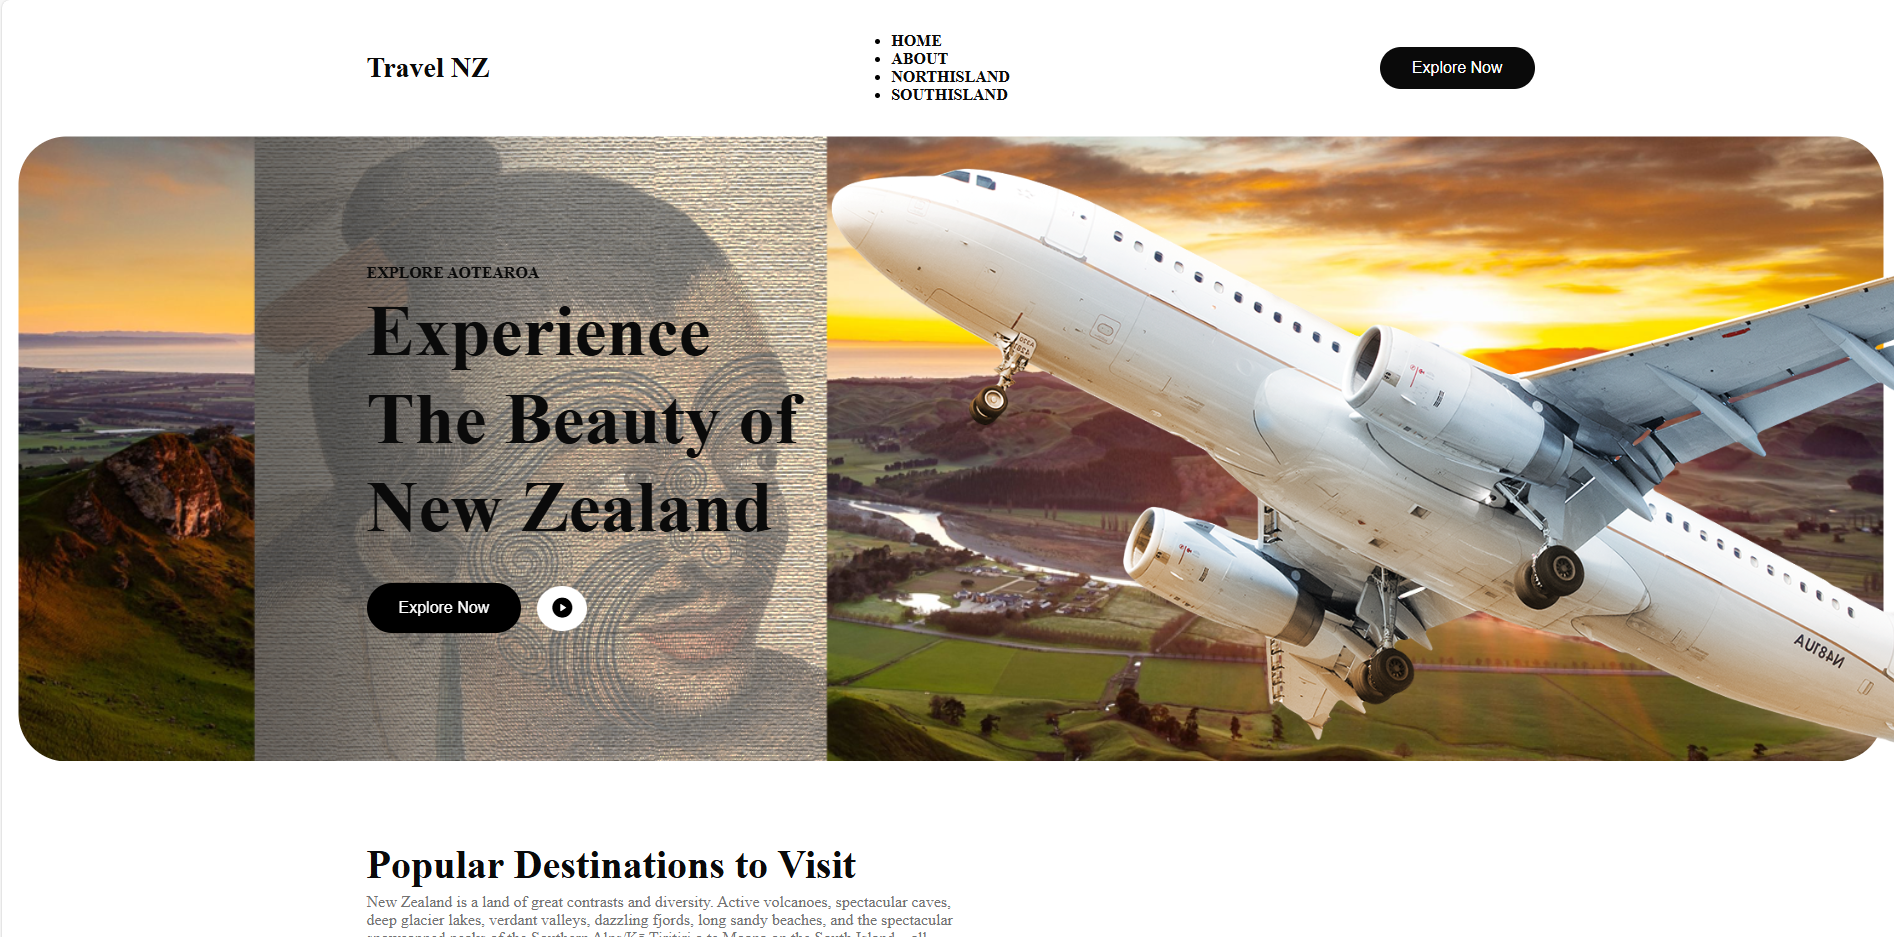 Travel NZ
HOME
ABOUT
NORTHISLAND
SOUTHISLAND
Explore Now
EXPLORE AOTEAROA
Experience
The Beauty of
New Zealand
Explore Now
N481UA
Popular Destinations to Visit
New Zealand is a land of great contrasts and diversity. Active volcanoes, spectacular caves,
deep glacier lakes, verdant valleys, dazzling fjords, long sandy beaches, and the spectacular